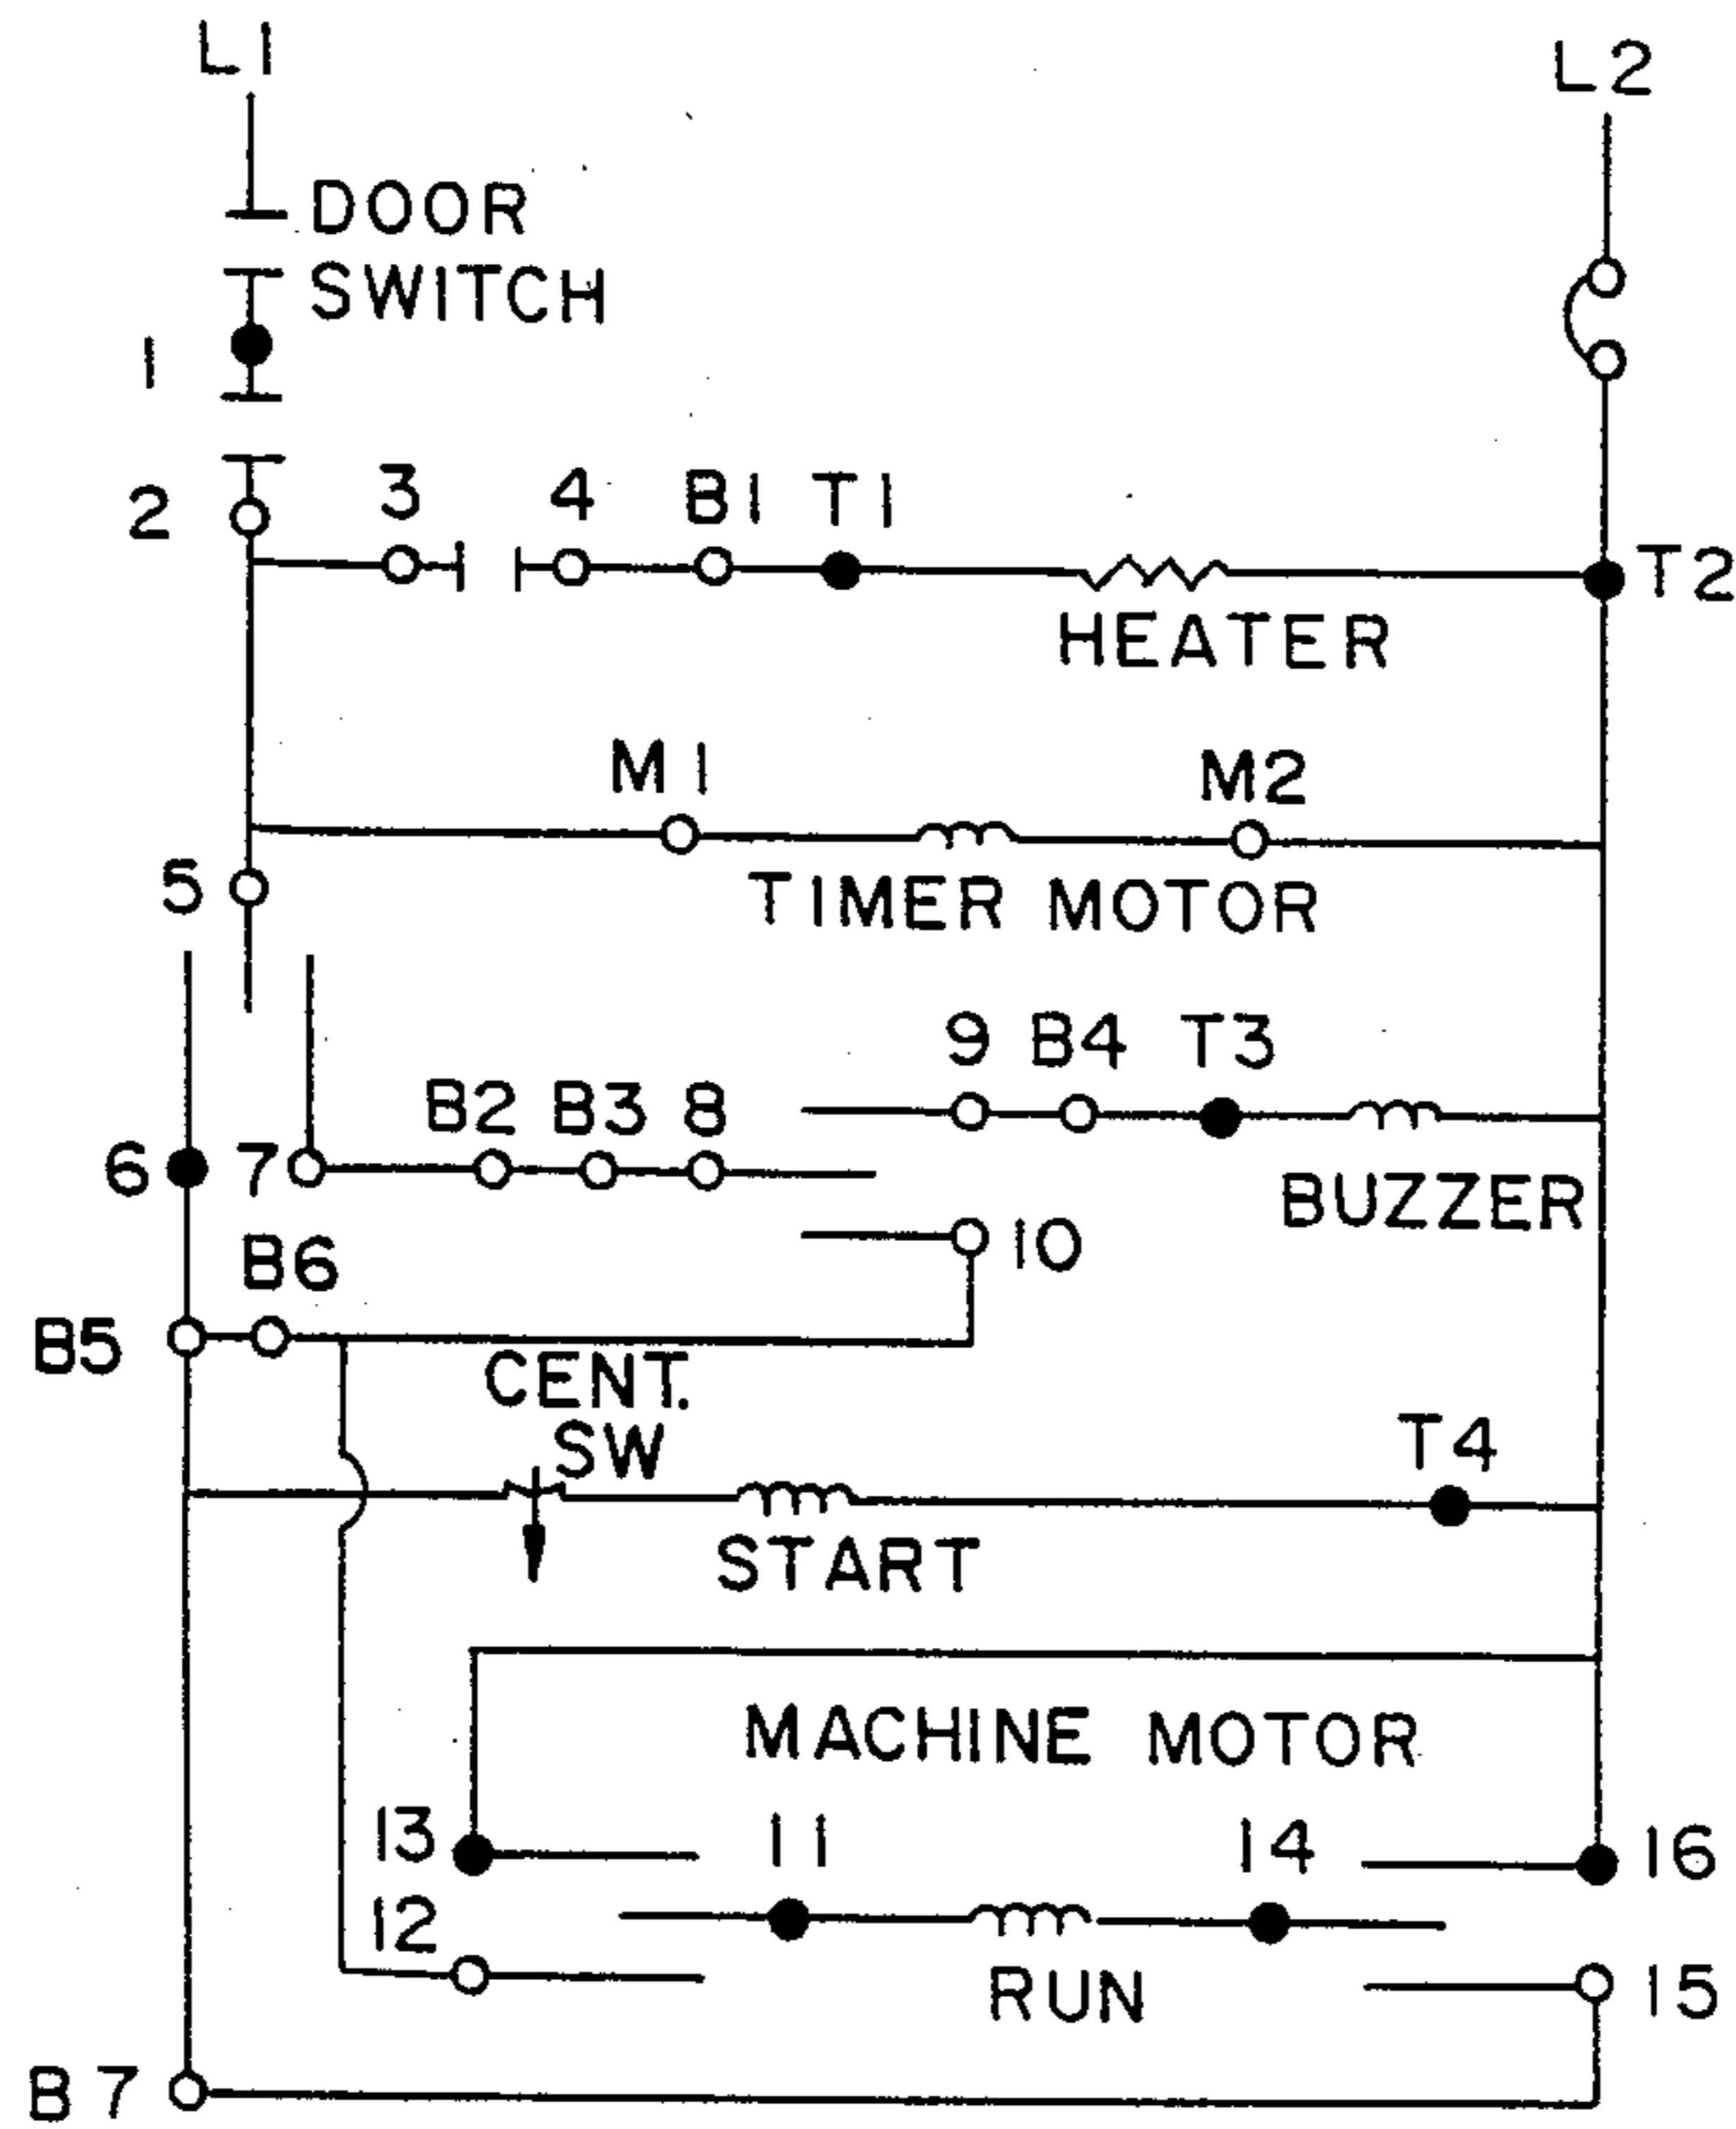 L1
L2
DOOR
SWITCH
1
2
3
4
B1
T1
T2
HEATER
M1
M2
5
TIMER MOTOR
9
B4
T3
B2
B3
8
6
7
BUZZER
10
B6
B5
CENT.
SW
T4
START
MACHINE MOTOR
13
11
14
16
12
RUN
15
B7